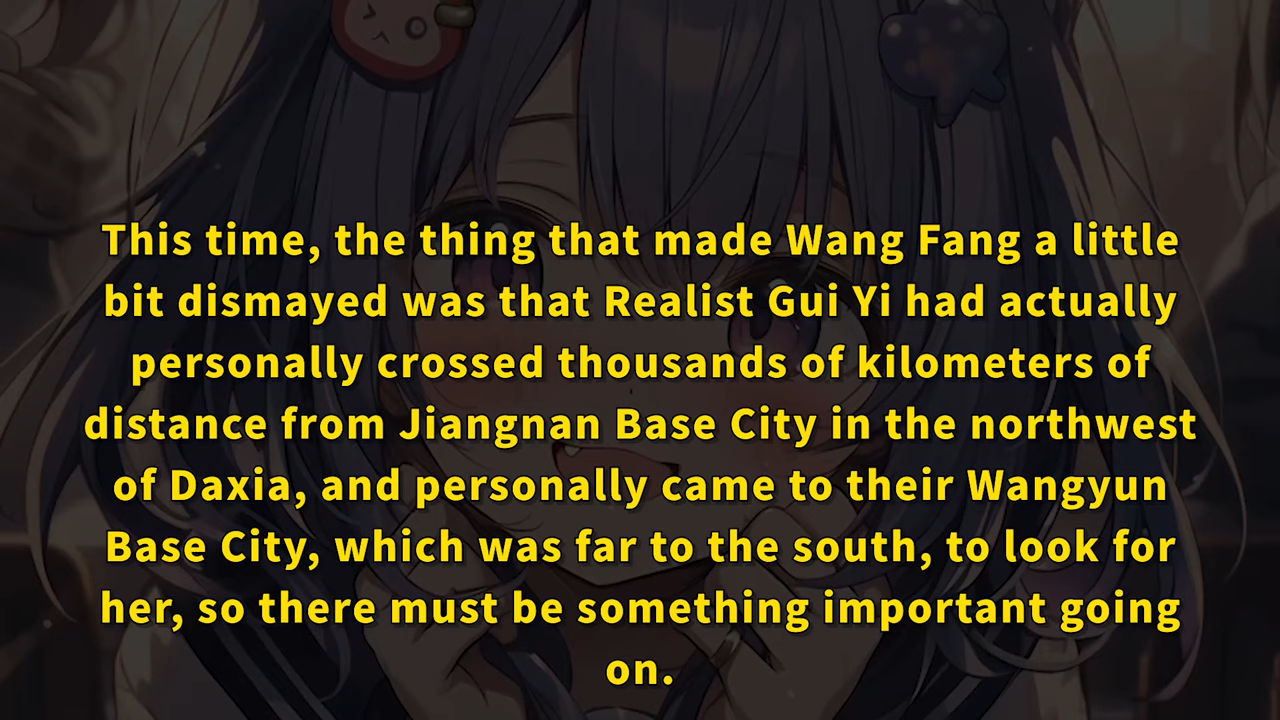 This time, the thing that made Wang Fang a little
bit dismayed was that Realist Gui Yi had actually
personally crossed thousands of kilometers of
distance from Jiangnan Base City in the northwest
of Daxia, and personally came to their Wangyun
Base City, which was far to the south, to look for
her, so there must be something important going
on.